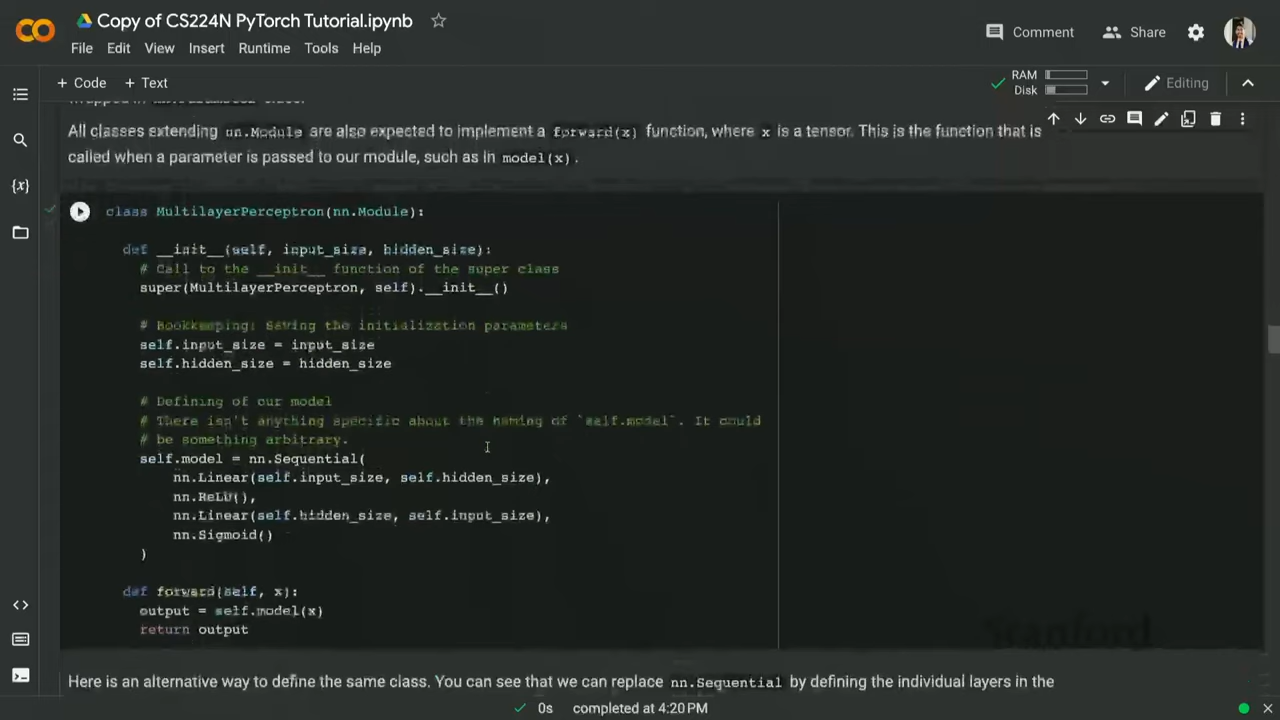 Copy of CS224N PyTorch Tutorial.ipynb
File Edit View Insert Runtime Tools Help
Comment Share
+ Code + Text
RAM
Disk
Editing
All classes extending nn.Module are also expected to implement a forward(x) function, where x is a tensor. This is the function that is
called when a parameter is passed to our module, such as in model(x).
class MultilayerPerceptron(nn.Module):
def __init__(self, input_size, hidden_size):
# Call to the __init__ function of the super class
super(MultilayerPerceptron, self).__init__()
# Bookkeeping: Saving the initialization parameters
self.input_size = input_size
self.hidden_size = hidden_size
# Defining of our model
# There isn't anything specific about the naming of `self.model`. It could
# be something arbitrary.
self.model = nn.Sequential(
nn.Linear(self.input_size, self.hidden_size),
nn.ReLU(),
nn.Linear(self.hidden_size, self.input_size),
nn.Sigmoid()
)
def forward(self, x):
output = self.model(x)
return output
Stanford
Here is an alternative way to define the same class. You can see that we can replace nn.Sequential by defining the individual layers in the
0s completed at 4:20PM